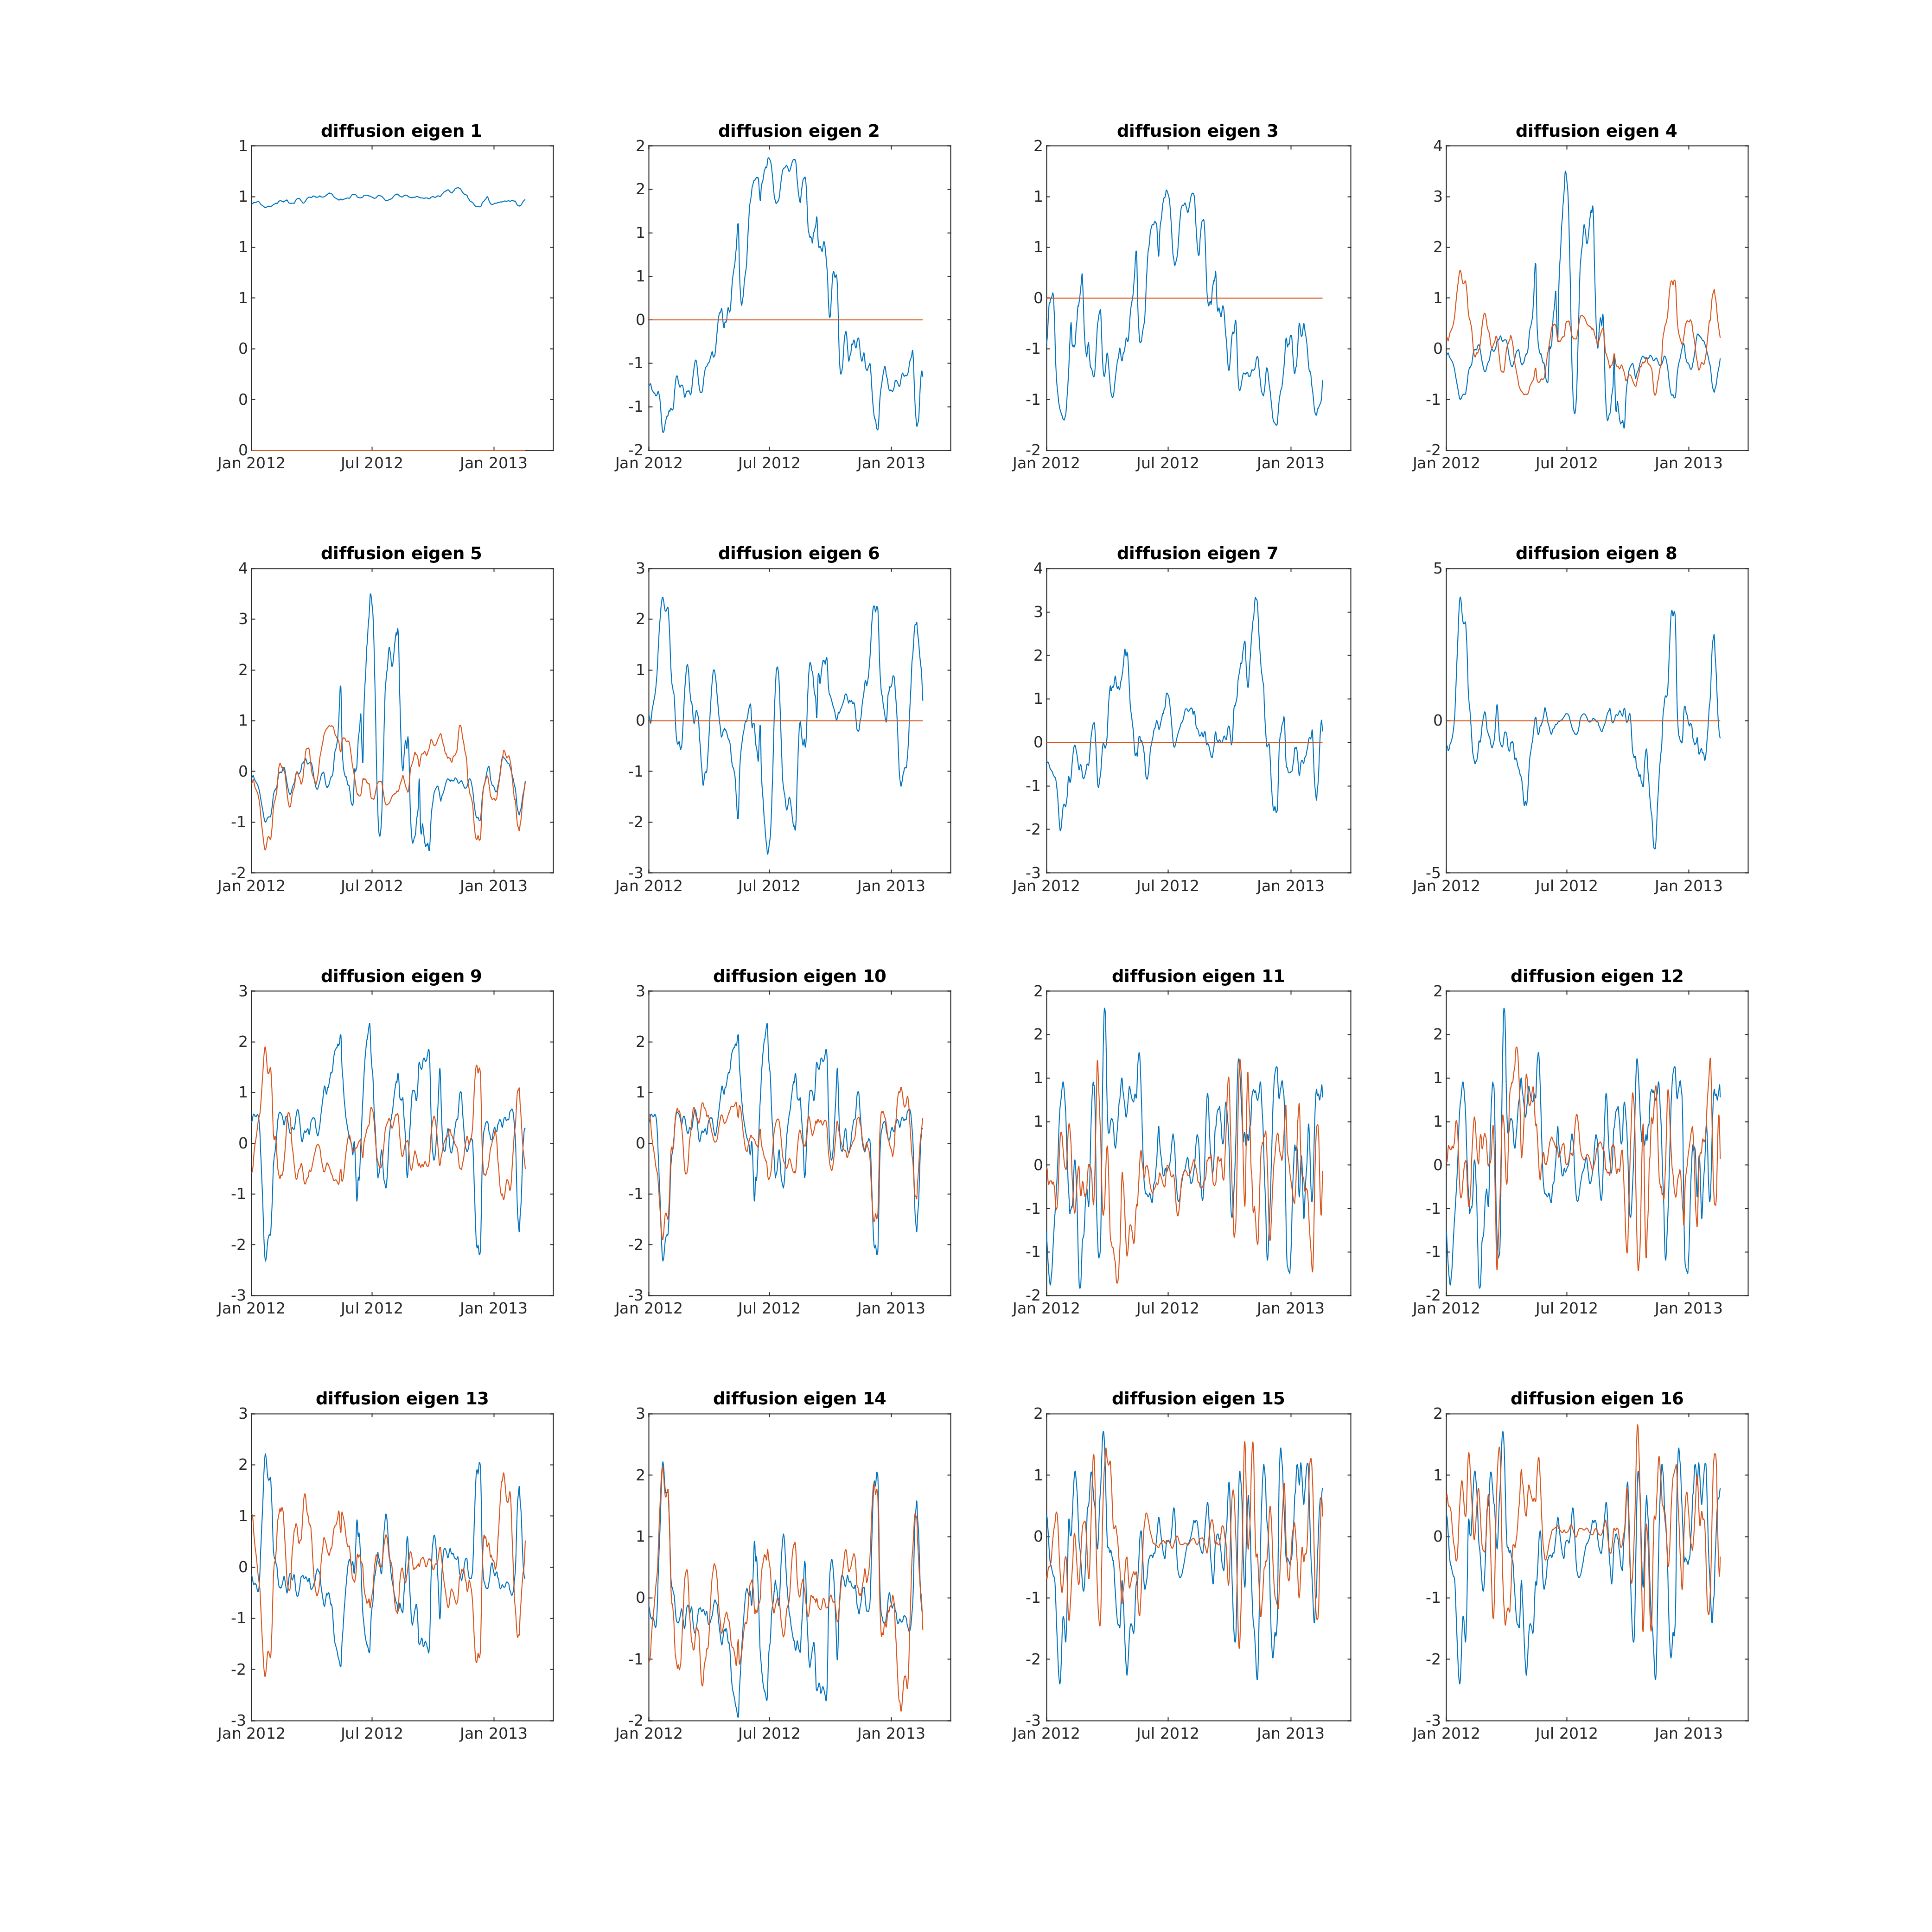 diffusion eigen 1 diffusion eigen 2 diffusion eigen 3 diffusion eigen 4
1 2 2 4
1 2 1 3
1 1 1 2
1 1 0 1
0 0 -1 0
0 -1 -1 -1
0 -1 -2 -2
-2
Jan 2012 Jul 2012 Jan 2013 Jan 2012 Jul 2012 Jan 2013 Jan 2012 Jul 2012 Jan 2013 Jan 2012 Jul 2012 Jan 2013
diffusion eigen 5 diffusion eigen 6 diffusion eigen 7 diffusion eigen 8
4 3 4 5
3 2 3 0
2 1 2 -5
1 0 1
0 -1 0
-1 -2 -1
-2 -3 -2
-3
Jan 2012 Jul 2012 Jan 2013 Jan 2012 Jul 2012 Jan 2013 Jan 2012 Jul 2012 Jan 2013 Jan 2012 Jul 2012 Jan 2013
diffusion eigen 9 diffusion eigen 10 diffusion eigen 11 diffusion eigen 12
3 3 2 2
2 2 2 2
1 1 1 1
0 0 1 1
-1 -1 0 0
-2 -2 -1 -1
-3 -3 -1 -1
-2 -2
Jan 2012 Jul 2012 Jan 2013 Jan 2012 Jul 2012 Jan 2013 Jan 2012 Jul 2012 Jan 2013 Jan 2012 Jul 2012 Jan 2013
diffusion eigen 13 diffusion eigen 14 diffusion eigen 15 diffusion eigen 16
3 3 2 2
2 2 1 1
1 1 0 0
0 0 -1 -1
-1 -1 -2 -2
-2 -2 -3 -3
-3
Jan 2012 Jul 2012 Jan 2013 Jan 2012 Jul 2012 Jan 2013 Jan 2012 Jul 2012 Jan 2013 Jan 2012 Jul 2012 Jan 2013